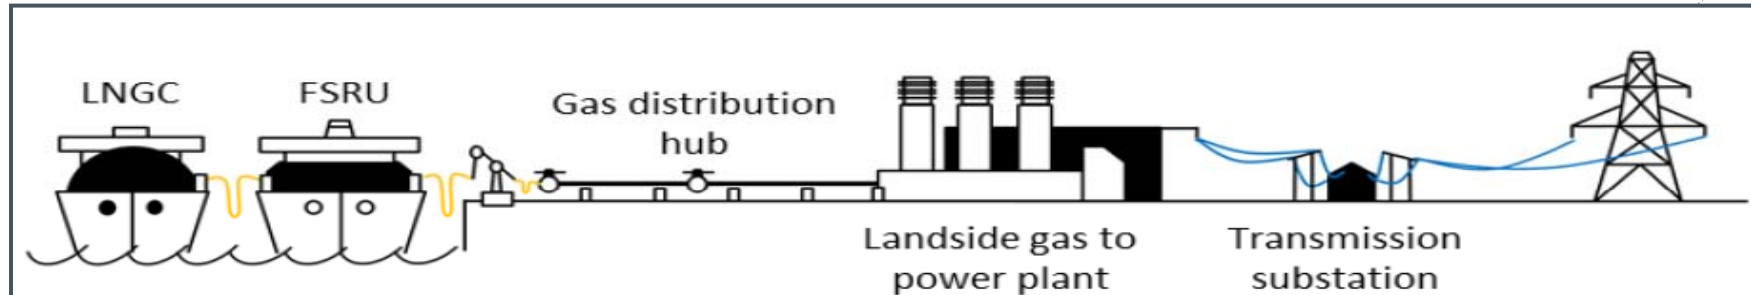 LNGC
FSRU
Gas distribution
hub
Landside gas to
power plant
Transmission
substation